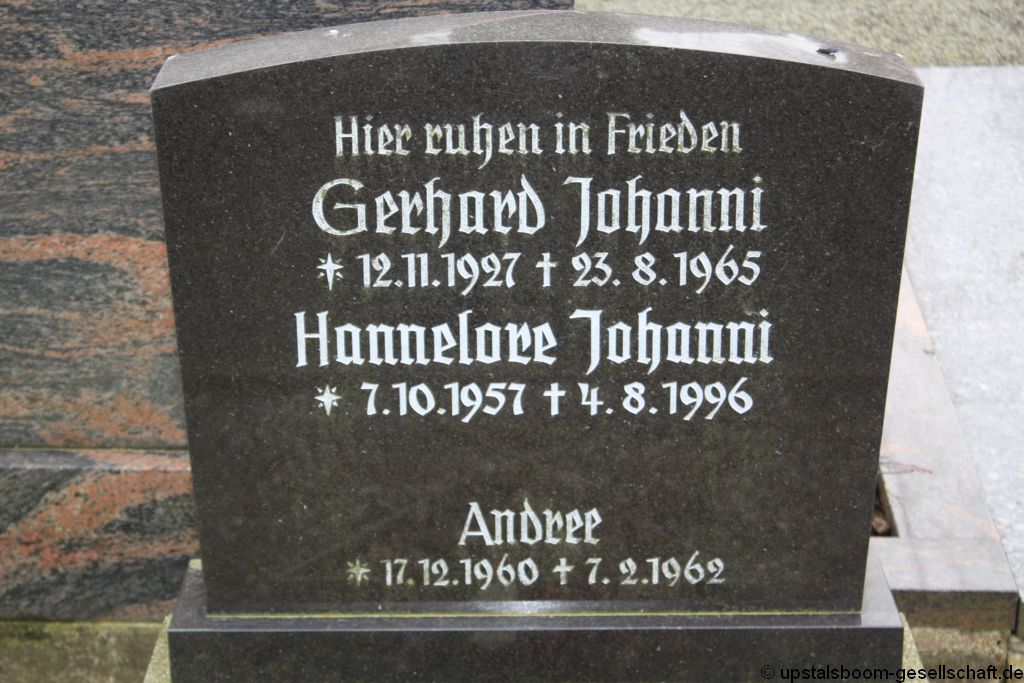 Hier ruhen in Frieden
Gerhard Johanni
* 12.11.1927 † 23.8.1965
Hannelore Johanni
* 7.10.1957 † 4.8.1996
Andree
* 17.12.1960 † 7.2.1962
© upstalsboom-gesellschaft.de